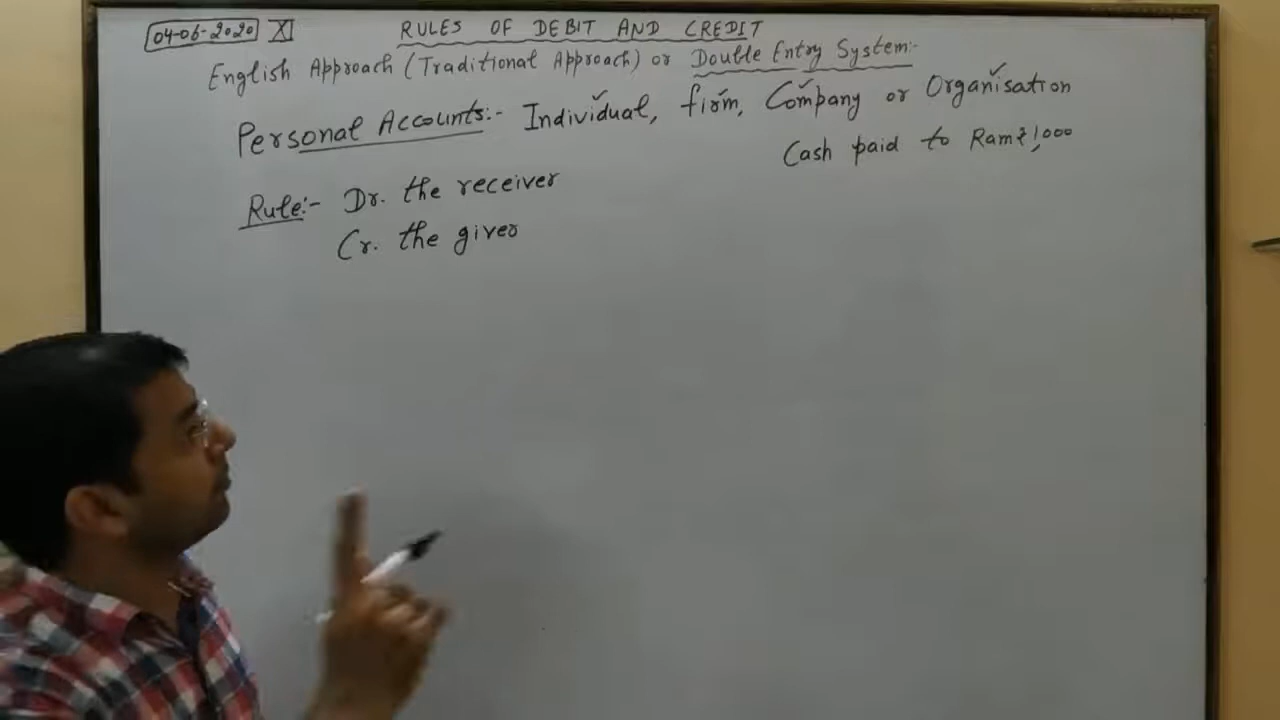 04-06-2020 XI
RULES OF DEBIT AND CREDIT
English Approach (Traditional Approach) or Double Entry System:-
Personal Accounts:- Individual, firm, Company or Organisation
Cash paid to Ram ₹1,000
Rule:- Dr. the receiver
Cr. the giver